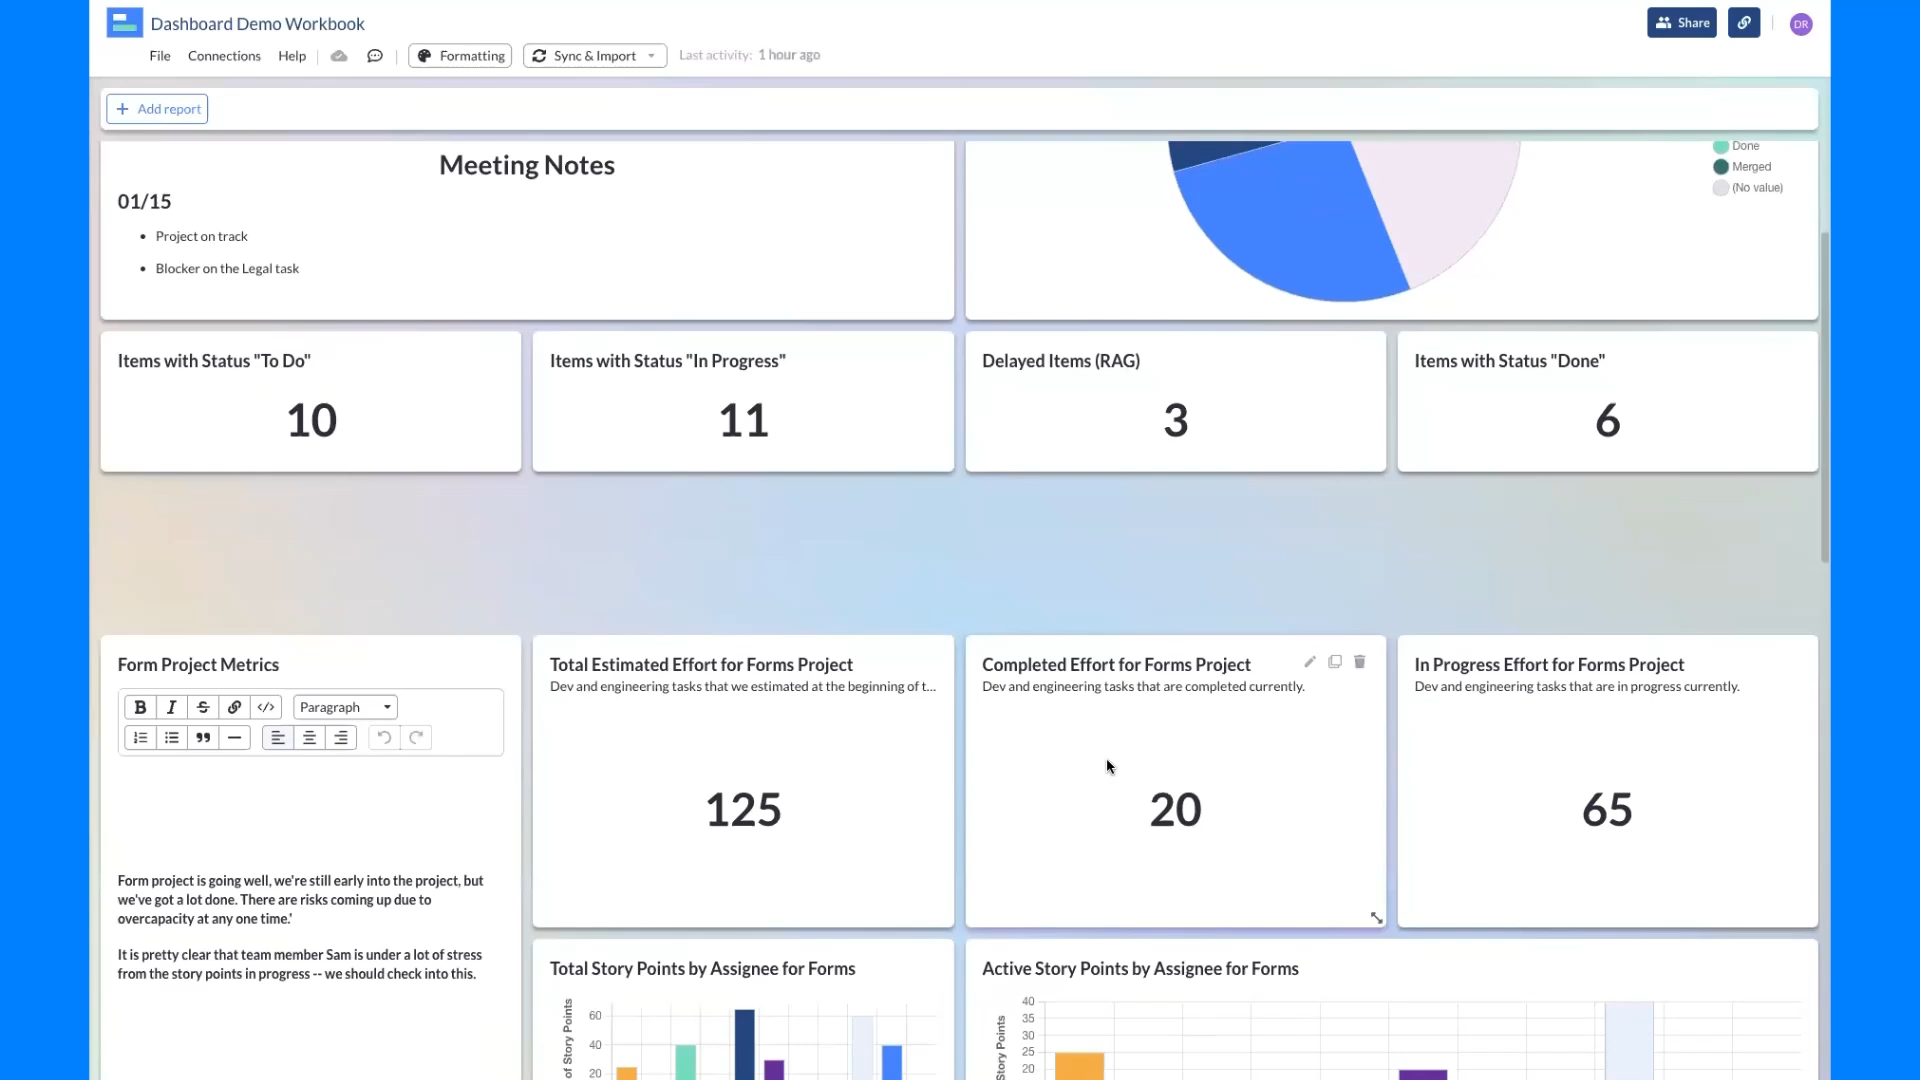 Dashboard Demo Workbook
Share
DR
File Connections Help Formatting Sync & Import Last activity: 1 hour ago
Add report
Meeting Notes
01/15
• Project on track
• Blocker on the Legal task
Done
Merged
(No value)
Items with Status "To Do"
10
Items with Status "In Progress"
11
Delayed Items (RAG)
3
Items with Status "Done"
6
Form Project Metrics
B I S </> Paragraph
Form project is going well, we're still early into the project, but
we've got a lot done. There are risks coming up due to
overcapacity at any one time.'
It is pretty clear that team member Sam is under a lot of stress
from the story points in progress -- we should check into this.
Total Estimated Effort for Forms Project
Dev and engineering tasks that we estimated at the beginning of t...
125
Completed Effort for Forms Project
Dev and engineering tasks that are completed currently.
20
In Progress Effort for Forms Project
Dev and engineering tasks that are in progress currently.
65
Total Story Points by Assignee for Forms
of Story Points
60
40
20
Active Story Points by Assignee for Forms
Story Points
40
35
30
25
20